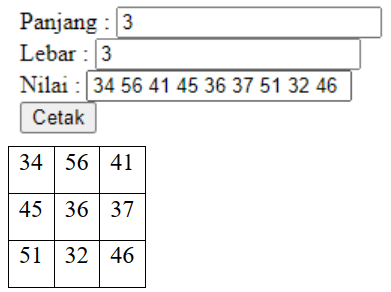 Panjang : 3
Lebar : 3
Nilai : 34 56 41 45 36 37 51 32 46
Cetak
34 56 41
45 36 37
51 32 46